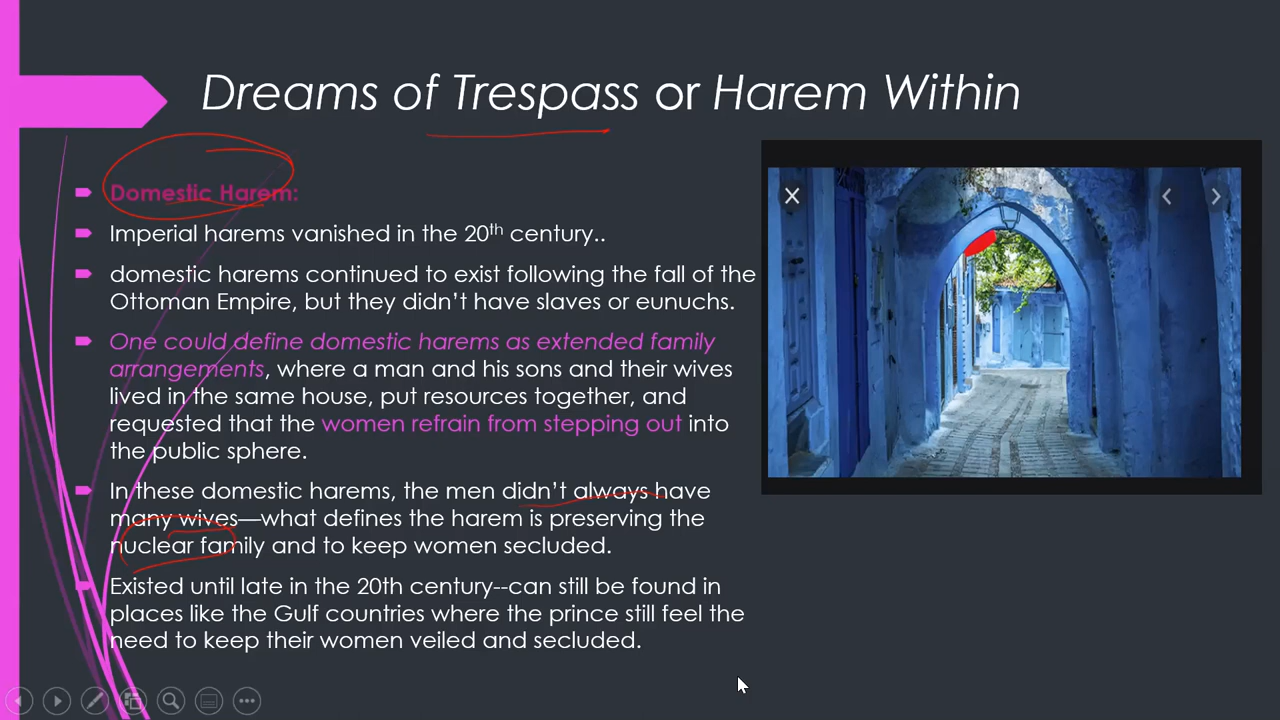 Dreams of Trespass or Harem Within
Domestic Harem:
Imperial harems vanished in the 20th century..
domestic harems continued to exist following the fall of the
Ottoman Empire, but they didn’t have slaves or eunuchs.
One could define domestic harems as extended family
arrangements, where a man and his sons and their wives
lived in the same house, put resources together, and
requested that the women refrain from stepping out into
the public sphere.
In these domestic harems, the men didn’t always have
many wives—what defines the harem is preserving the
nuclear family and to keep women secluded.
Existed until late in the 20th century--can still be found in
places like the Gulf countries where the prince still feel the
need to keep their women veiled and secluded.